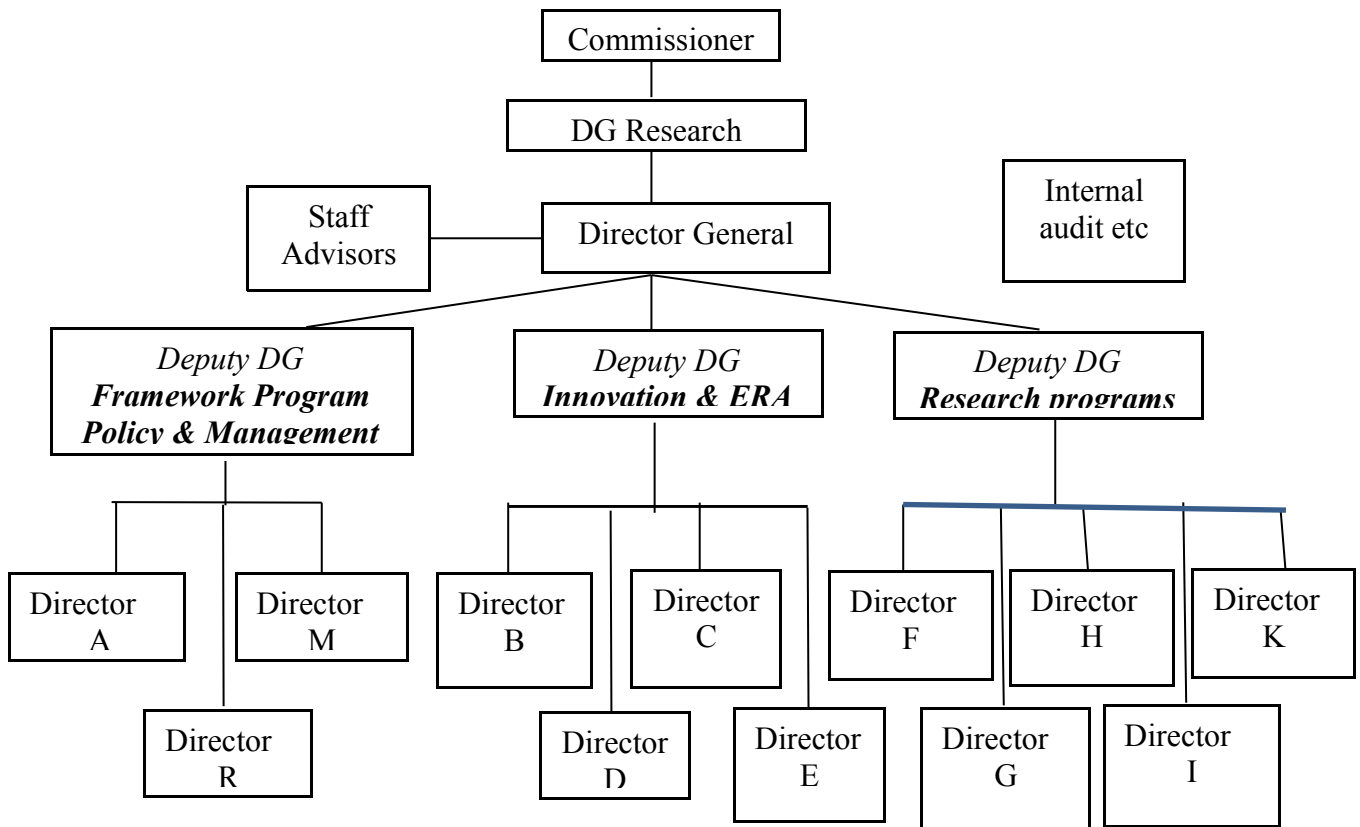 Commissioner
DG Research
Staff
Advisors
Director General
Internal
audit etc
Deputy DG
Framework Program
Policy & Management
Deputy DG
Innovation & ERA
Deputy DG
Research programs
Director
A
Director
M
Director
R
Director
B
Director
C
Director
D
Director
E
Director
F
Director
H
Director
K
Director
G
Director
I